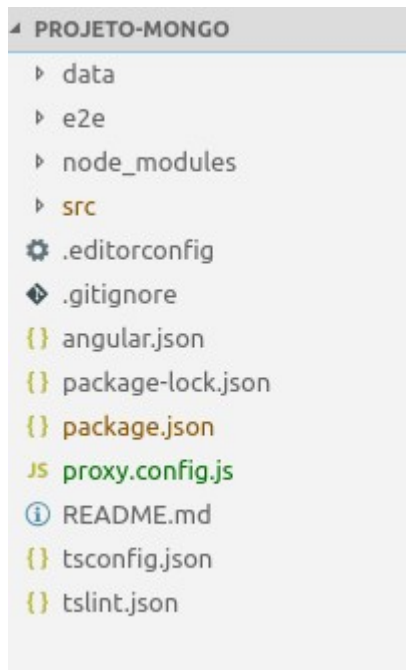 PROJETO-MONGO
data
e2e
node_modules
src
.editorconfig
.gitignore
{} angular.json
{} package-lock.json
{} package.json
JS proxy.config.js
README.md
{} tsconfig.json
{} tslint.json